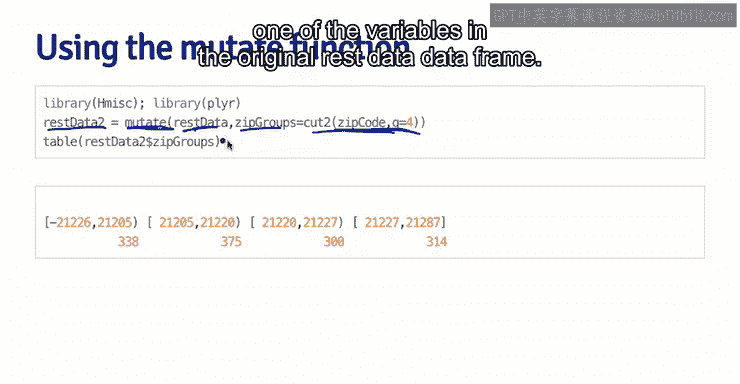 one of the variables in
the original rest data data frame.
Using the mutate function
library(Hmisc); library(plyr)
restData2 = mutate(restData,zipGroups=cut2(zipCode,g=4))
table(restData2$zipGroups)
[-21226,21205) [ 21205,21220) [ 21220,21227) [ 21227,21287]
338 375 300 314